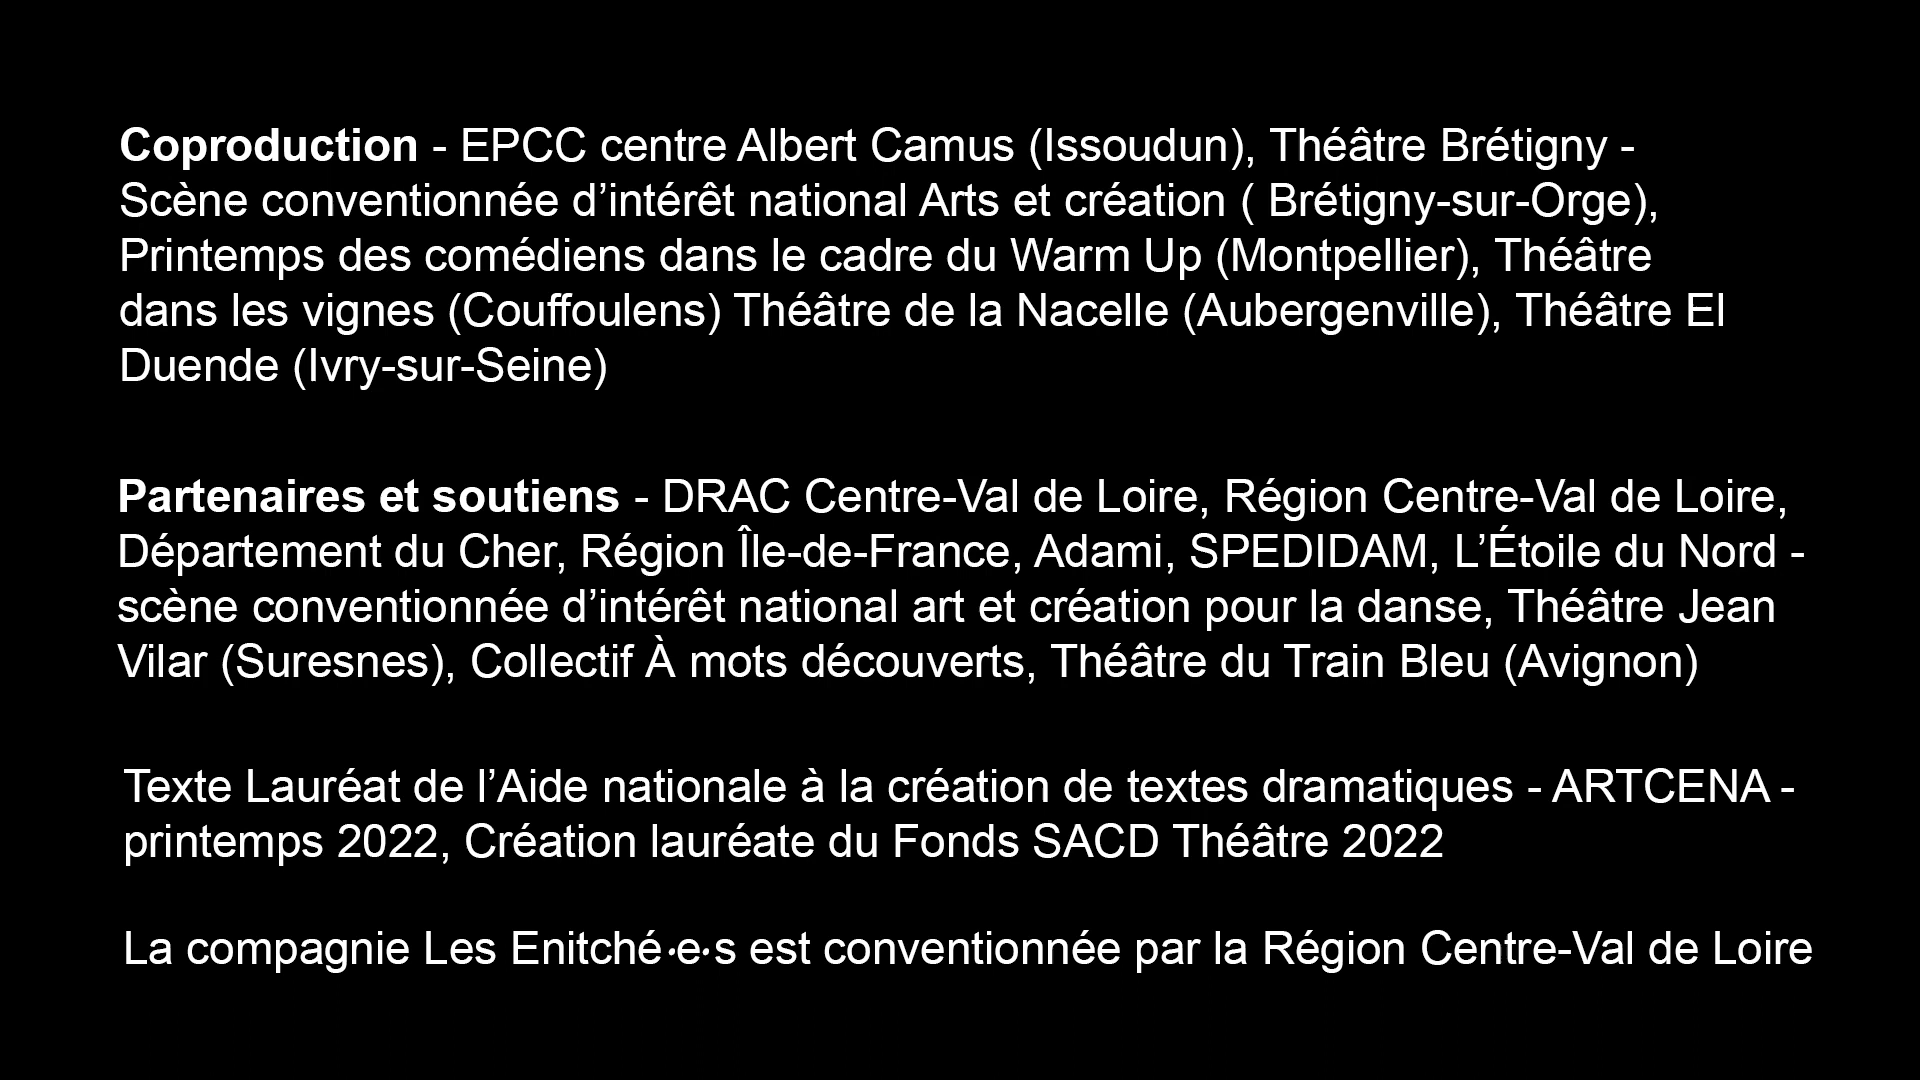 Coproduction - EPCC centre Albert Camus (Issoudun), Théâtre Brétigny -
Scène conventionnée d’intérêt national Arts et création ( Brétigny-sur-Orge),
Printemps des comédiens dans le cadre du Warm Up (Montpellier), Théâtre
dans les vignes (Couffoulens) Théâtre de la Nacelle (Aubergenville), Théâtre El
Duende (Ivry-sur-Seine)
Partenaires et soutiens - DRAC Centre-Val de Loire, Région Centre-Val de Loire,
Département du Cher, Région Île-de-France, Adami, SPEDIDAM, L’Étoile du Nord -
scène conventionnée d’intérêt national art et création pour la danse, Théâtre Jean
Vilar (Suresnes), Collectif À mots découverts, Théâtre du Train Bleu (Avignon)
Texte Lauréat de l’Aide nationale à la création de textes dramatiques - ARTCENA -
printemps 2022, Création lauréate du Fonds SACD Théâtre 2022
La compagnie Les Enitché·e·s est conventionnée par la Région Centre-Val de Loire